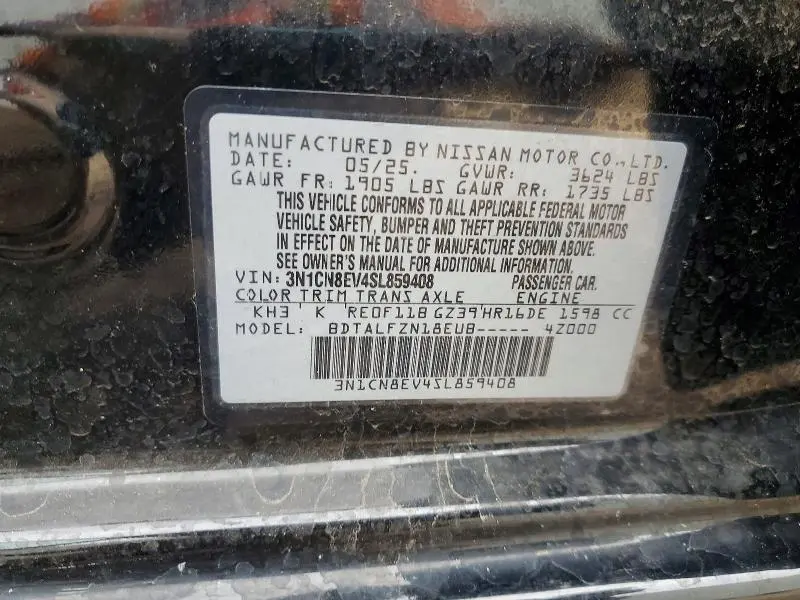 MANUFACTURED BY NISSAN MOTOR CO.,LTD.
DATE: 05/25. GVWR: 3624 LBS
GAWR FR: 1905 LBS GAWR RR: 1735 LBS
THIS VEHICLE CONFORMS TO ALL APPLICABLE FEDERAL MOTOR
VEHICLE SAFETY, BUMPER AND THEFT PREVENTION STANDARDS
IN EFFECT ON THE DATE OF MANUFACTURE SHOWN ABOVE.
SEE OWNER'S MANUAL FOR ADDITIONAL INFORMATION.
VIN: 3N1CN8EV4SL859408 PASSENGER CAR.
COLOR TRIM TRANS AXLE ENGINE
KH3 K RE0F11B GZ39 HR16DE 1598 CC
MODEL: BDTALFZN18EUB----- 4Z000
3N1CN8EV4SL859408